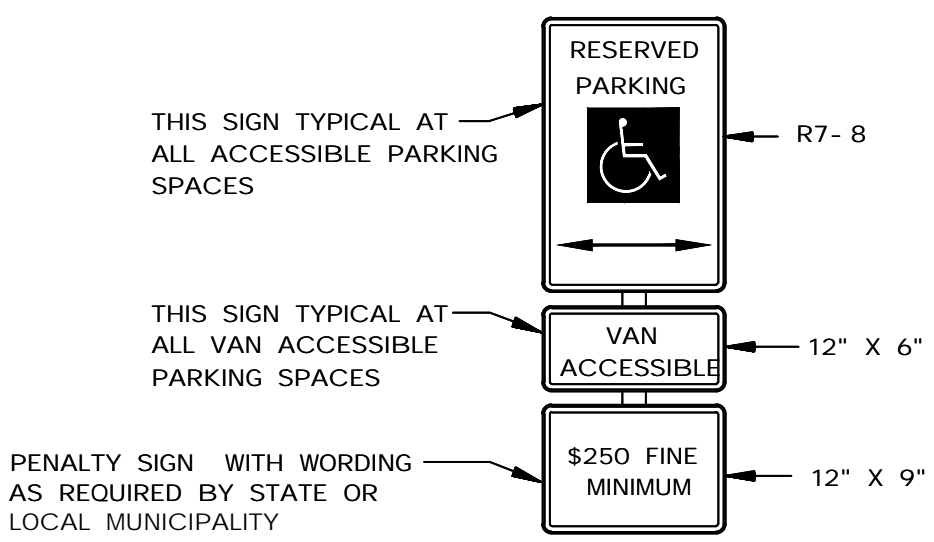 RESERVED
PARKING
THIS SIGN TYPICAL AT
ALL ACCESSIBLE PARKING
SPACES
R7-8
THIS SIGN TYPICAL AT
ALL VAN ACCESSIBLE
PARKING SPACES
VAN
ACCESSIBLE
12" X 6"
PENALTY SIGN WITH WORDING
AS REQUIRED BY STATE OR
LOCAL MUNICIPALITY
$250 FINE
MINIMUM
12" X 9"